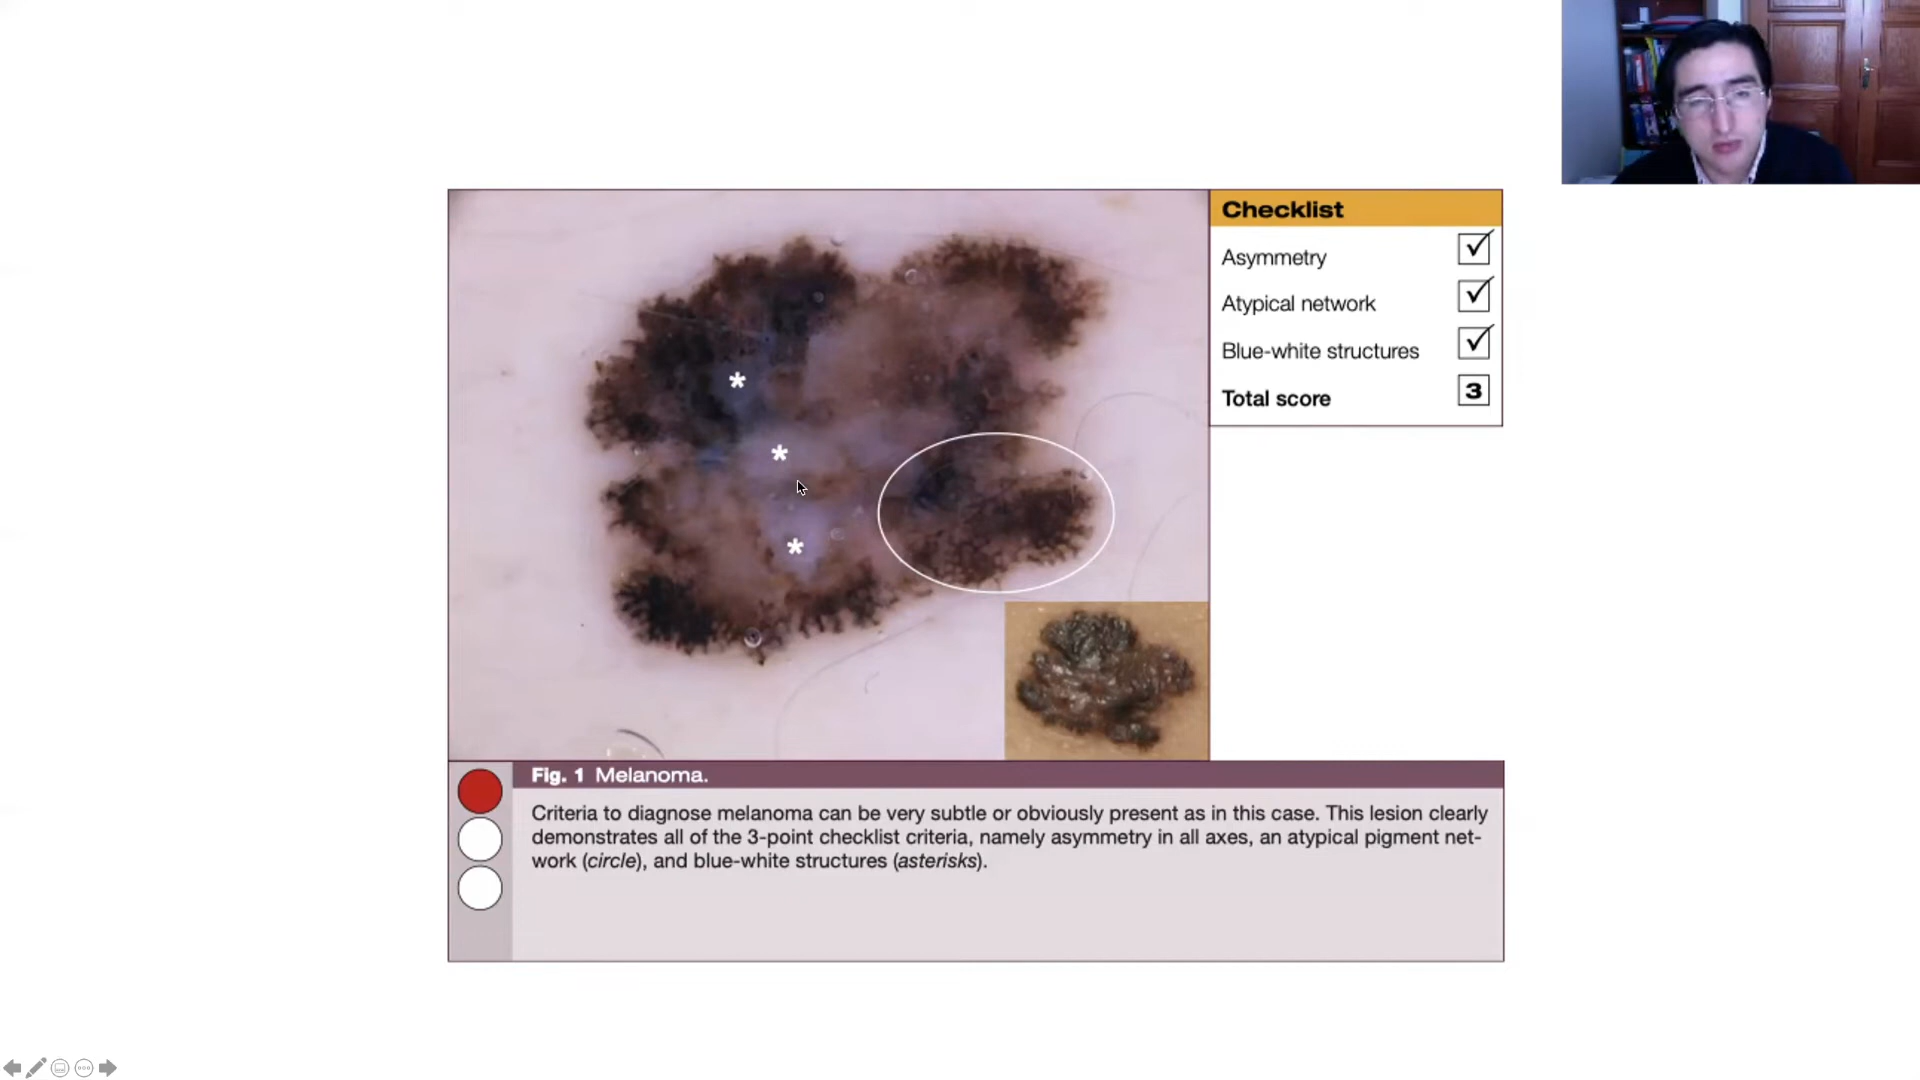 Checklist
Asymmetry
Atypical network
Blue-white structures
Total score 3
*
*
*
Fig. 1 Melanoma.
Criteria to diagnose melanoma can be very subtle or obviously present as in this case. This lesion clearly
demonstrates all of the 3-point checklist criteria, namely asymmetry in all axes, an atypical pigment net-
work (circle), and blue-white structures (asterisks).